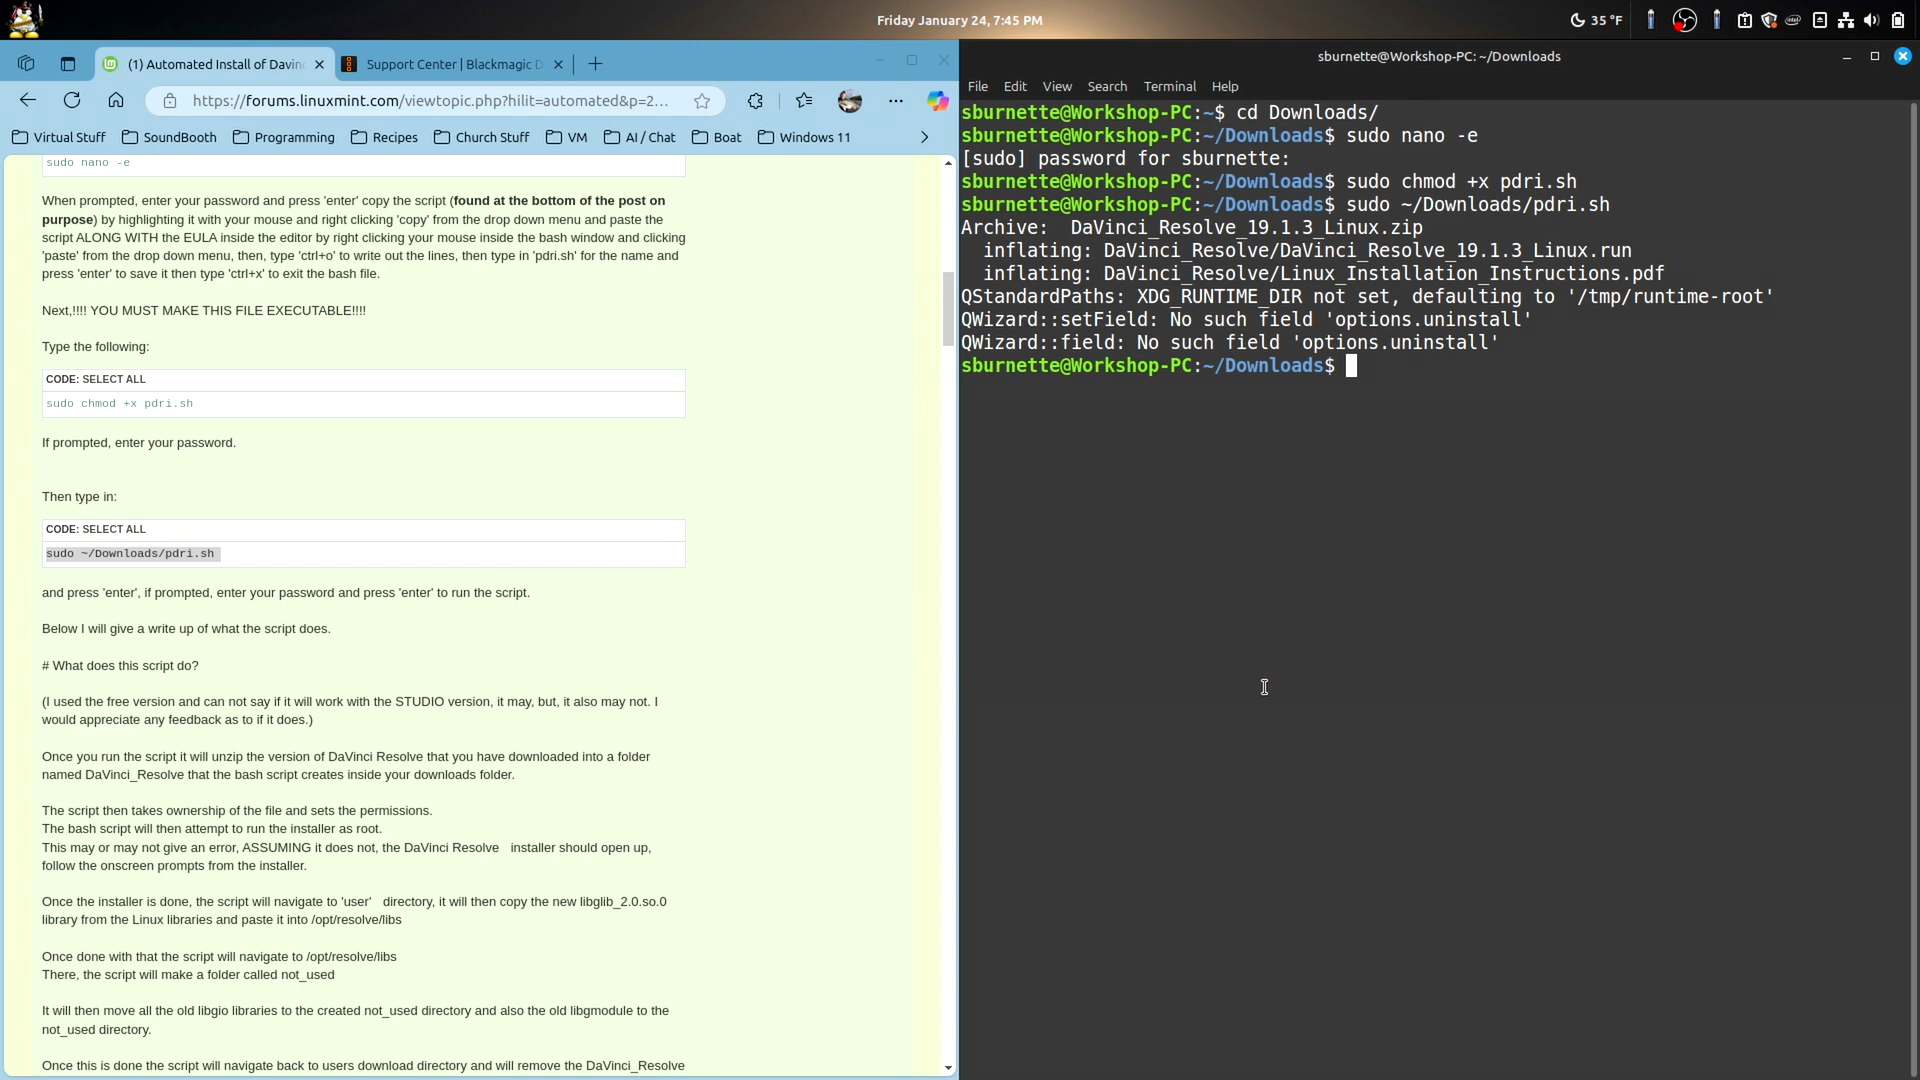 Friday January 24, 7:45 PM
35 °F
(1) Automated Install of Davin
Support Center | Blackmagic D
https://forums.linuxmint.com/viewtopic.php?hilit=automated&p=2...
Virtual Stuff
SoundBooth
Programming
Recipes
Church Stuff
VM
AI / Chat
Boat
Windows 11
sudo nano -e
When prompted, enter your password and press 'enter' copy the script (found at the bottom of the post on
purpose) by highlighting it with your mouse and right clicking 'copy' from the drop down menu and paste the
script ALONG WITH the EULA inside the editor by right clicking your mouse inside the bash window and clicking
'paste' from the drop down menu, then, type 'ctrl+o' to write out the lines, then type in 'pdri.sh' for the name and
press 'enter' to save it then type 'ctrl+x' to exit the bash file.
Next,!!!! YOU MUST MAKE THIS FILE EXECUTABLE!!!!
Type the following:
CODE: SELECT ALL
sudo chmod +x pdri.sh
If prompted, enter your password.
Then type in:
CODE: SELECT ALL
sudo ~/Downloads/pdri.sh
and press 'enter', if prompted, enter your password and press 'enter' to run the script.
Below I will give a write up of what the script does.
# What does this script do?
(I used the free version and can not say if it will work with the STUDIO version, it may, but, it also may not. I
would appreciate any feedback as to if it does.)
Once you run the script it will unzip the version of DaVinci Resolve that you have downloaded into a folder
named DaVinci_Resolve that the bash script creates inside your downloads folder.
The script then takes ownership of the file and sets the permissions.
The bash script will then attempt to run the installer as root.
This may or may not give an error, ASSUMING it does not, the DaVinci Resolve installer should open up,
follow the onscreen prompts from the installer.
Once the installer is done, the script will navigate to 'user' directory, it will then copy the new libglib_2.0.so.0
library from the Linux libraries and paste it into /opt/resolve/libs
Once done with that the script will navigate to /opt/resolve/libs
There, the script will make a folder called not_used
It will then move all the old libgio libraries to the created not_used directory and also the old libgmodule to the
not_used directory.
Once this is done the script will navigate back to users download directory and will remove the DaVinci_Resolve
sburnette@Workshop-PC: ~/Downloads
File Edit View Search Terminal Help
sburnette@Workshop-PC:~$ cd Downloads/
sburnette@Workshop-PC:~/Downloads$ sudo nano -e
[sudo] password for sburnette:
sburnette@Workshop-PC:~/Downloads$ sudo chmod +x pdri.sh
sburnette@Workshop-PC:~/Downloads$ sudo ~/Downloads/pdri.sh
Archive:  DaVinci_Resolve_19.1.3_Linux.zip
  inflating: DaVinci_Resolve/DaVinci_Resolve_19.1.3_Linux.run
  inflating: DaVinci_Resolve/Linux_Installation_Instructions.pdf
QStandardPaths: XDG_RUNTIME_DIR not set, defaulting to '/tmp/runtime-root'
QWizard::setField: No such field 'options.uninstall'
QWizard::field: No such field 'options.uninstall'
sburnette@Workshop-PC:~/Downloads$